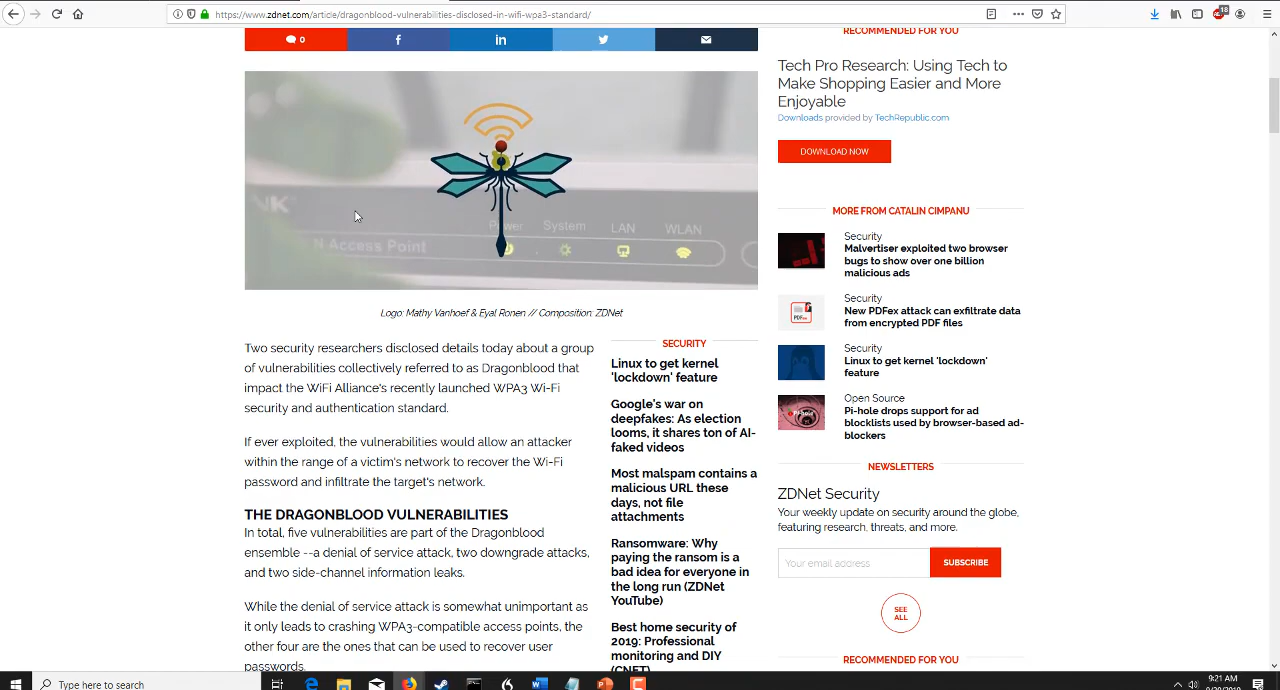 https://www.zdnet.com/article/dragonblood-vulnerabilities-disclosed-in-wifi-wpa3-standard/
18
0
f
in
NK
N Access Point
Power
System
LAN
WLAN
Logo: Mathy Vanhoef & Eyal Ronen // Composition: ZDNet
Two security researchers disclosed details today about a group
of vulnerabilities collectively referred to as Dragonblood that
impact the WiFi Alliance's recently launched WPA3 Wi-Fi
security and authentication standard.
If ever exploited, the vulnerabilities would allow an attacker
within the range of a victim's network to recover the Wi-Fi
password and infiltrate the target's network.
THE DRAGONBLOOD VULNERABILITIES
In total, five vulnerabilities are part of the Dragonblood
ensemble --a denial of service attack, two downgrade attacks,
and two side-channel information leaks.
While the denial of service attack is somewhat unimportant as
it only leads to crashing WPA3-compatible access points, the
other four are the ones that can be used to recover user
passwords.
SECURITY
Linux to get kernel
'lockdown' feature
Google's war on
deepfakes: As election
looms, it shares ton of AI-
faked videos
Most malspam contains a
malicious URL these
days, not file
attachments
Ransomware: Why
paying the ransom is a
bad idea for everyone in
the long run (ZDNet
YouTube)
Best home security of
2019: Professional
monitoring and DIY
(CNET)
RECOMMENDED FOR YOU
Tech Pro Research: Using Tech to
Make Shopping Easier and More
Enjoyable
Downloads provided by TechRepublic.com
DOWNLOAD NOW
MORE FROM CATALIN CIMPANU
Security
Malvertiser exploited two browser
bugs to show over one billion
malicious ads
Security
New PDFex attack can exfiltrate data
from encrypted PDF files
Security
Linux to get kernel 'lockdown'
feature
Open Source
Pi-hole drops support for ad
blocklists used by browser-based ad-
blockers
NEWSLETTERS
ZDNet Security
Your weekly update on security around the globe,
featuring research, threats, and more.
Your email address
SUBSCRIBE
SEE
ALL
RECOMMENDED FOR YOU
Type here to search
9:21 AM